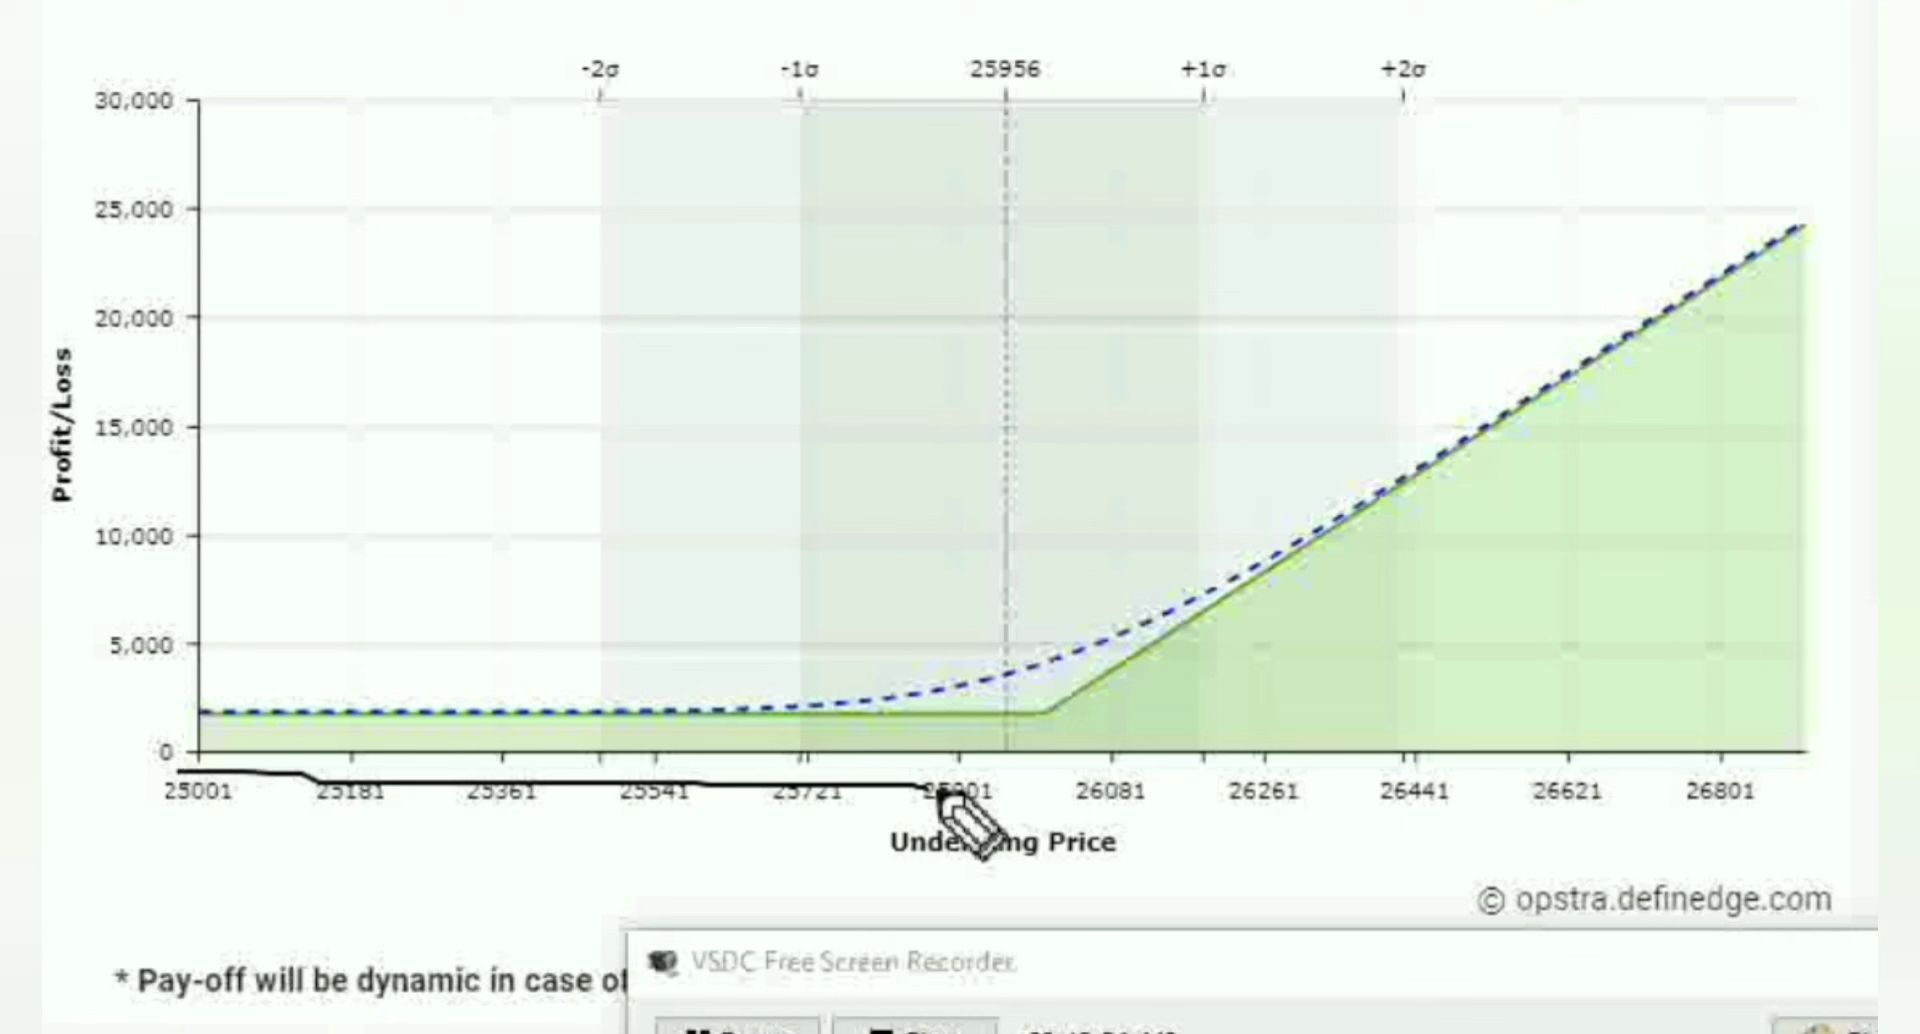 -2σ -1σ 25956 +1σ +2σ
30,000
25,000
20,000
15,000
10,000
5,000
0
Profit/Loss
25001 25181 25361 25541 25721 25901 26081 26261 26441 26621 26801
Underlying Price
© opstra.definedge.com
* Pay-off will be dynamic in case of
VSDC Free Screen Recorder